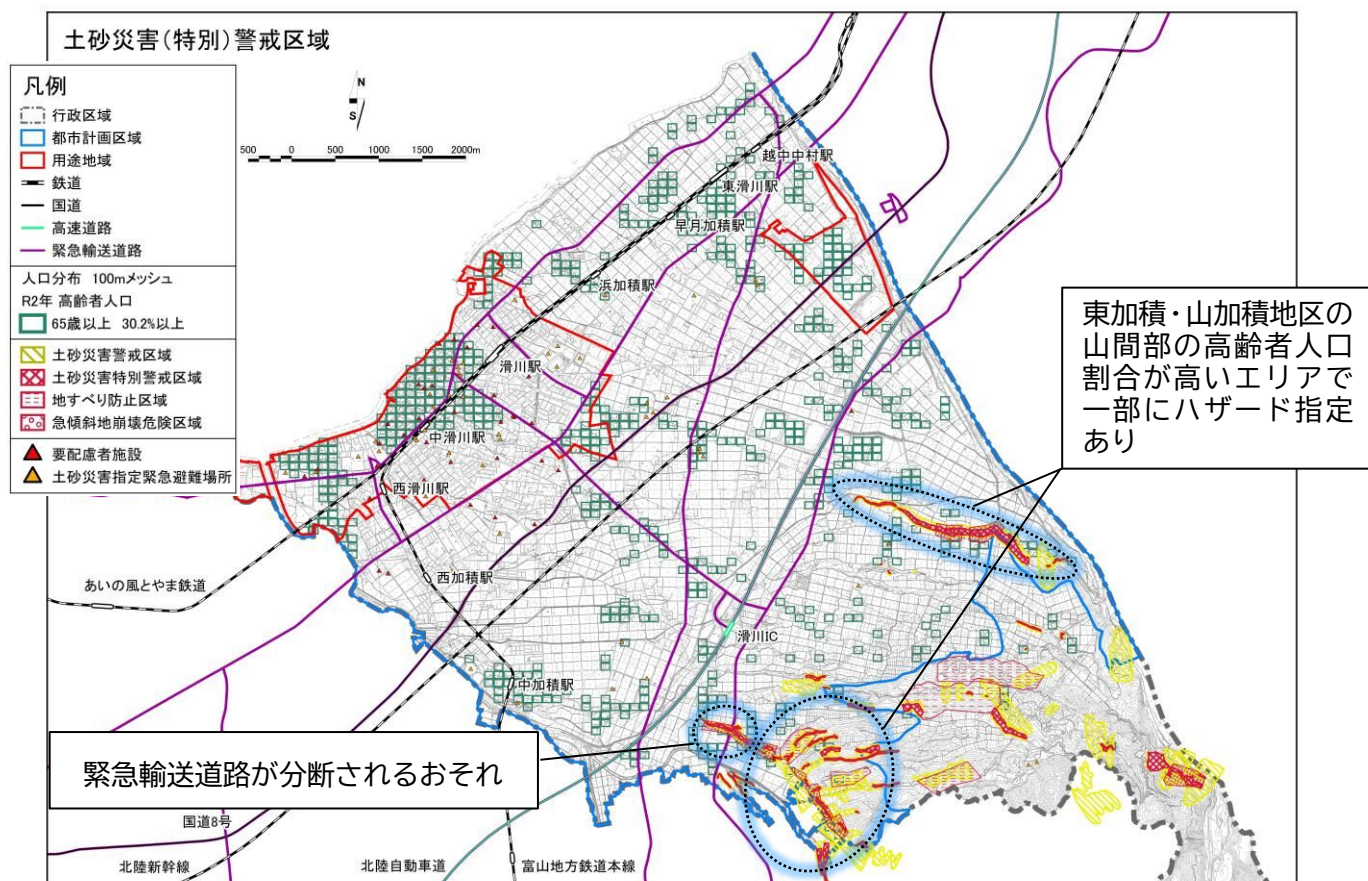 土砂災害(特別)警戒区域
凡例
行政区域
都市計画区域
用途地域
鉄道
国道
高速道路
緊急輸送道路
人口分布 100mメッシュ
R2年 高齢者人口
65歳以上 30.2%以上
土砂災害警戒区域
土砂災害特別警戒区域
地すべり防止区域
急傾斜地崩壊危険区域
要配慮者施設
土砂災害指定緊急避難場所
N
S
500 0 500 1000 1500 2000m
越中中村駅
東滑川駅
早月加積駅
浜加積駅
滑川駅
中滑川駅
西滑川駅
西加積駅
中加積駅
滑川IC
あいの風とやま鉄道
東加積・山加積地区の
山間部の高齢者人口
割合が高いエリアで
一部にハザード指定
あり
緊急輸送道路が分断されるおそれ
国道8号
北陸新幹線
北陸自動車道
富山地方鉄道本線